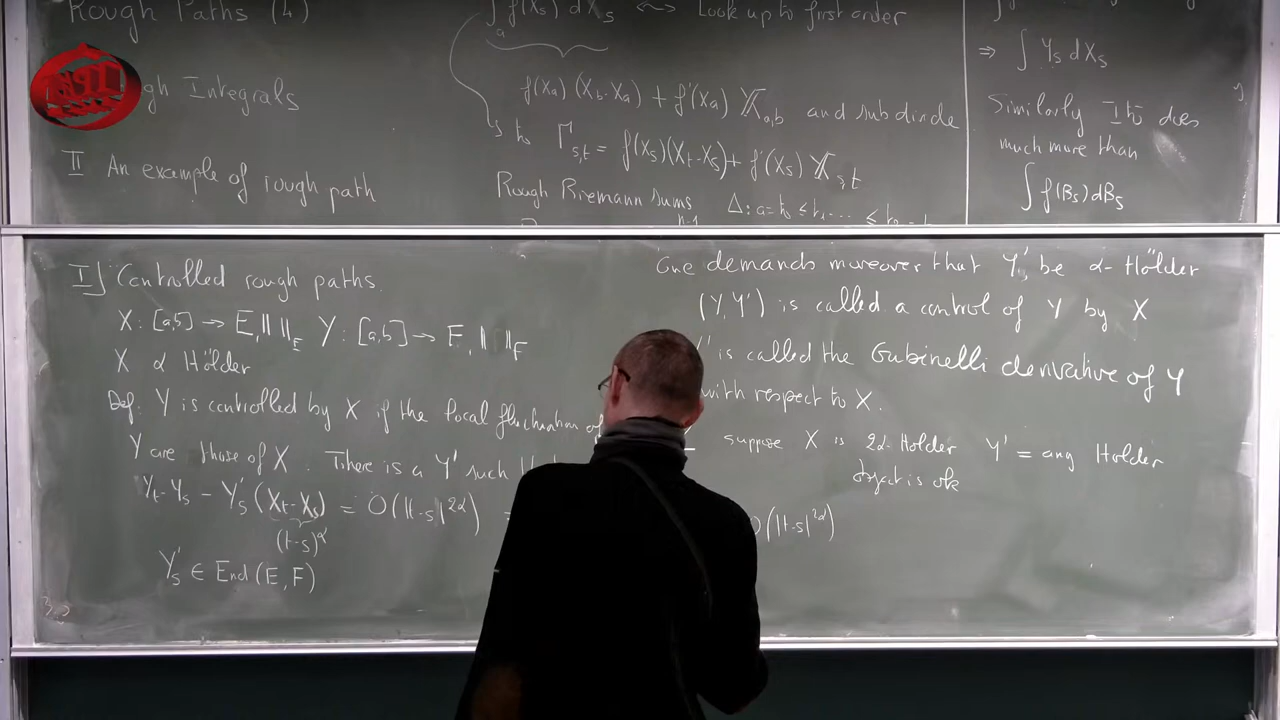 Rough Paths (4)
gh Integrals
II An example of rough path
∫ f(Xs) dXs ⇝ Look up to first order
a
f(Xa) (Xb-Xa) + f'(Xa) 𝕏a,b and subdivide
Γs,t = f(Xs)(Xt-Xs) + f'(Xs) 𝕏s,t
Rough Riemann sums Δ: a = t0 ≤ t1 ...
⇒ ∫ Ys dXs
Similarly Itô does
much more than
∫ f(Bs) dBs
I) Controlled rough paths.
X: [a,b] → E, || ||E Y: [a,b] → F, || ||F
X α Hölder
Def: Y is controlled by X if the local fluctuation of
Y are those of X. There is a Y' such
Yt-Ys - Y's (Xt-Xs) = O(|t-s|^2α)
(t-s)^α
Y's ∈ End (E, F)
One demands moreover that Y', be α-Hölder
(Y, Y') is called a control of Y by X
' is called the Gubinelli derivative of Y
with respect to X.
suppose X is 2α-Hölder Y' = any Hölder
object is ok
O(|t-s|^2α)